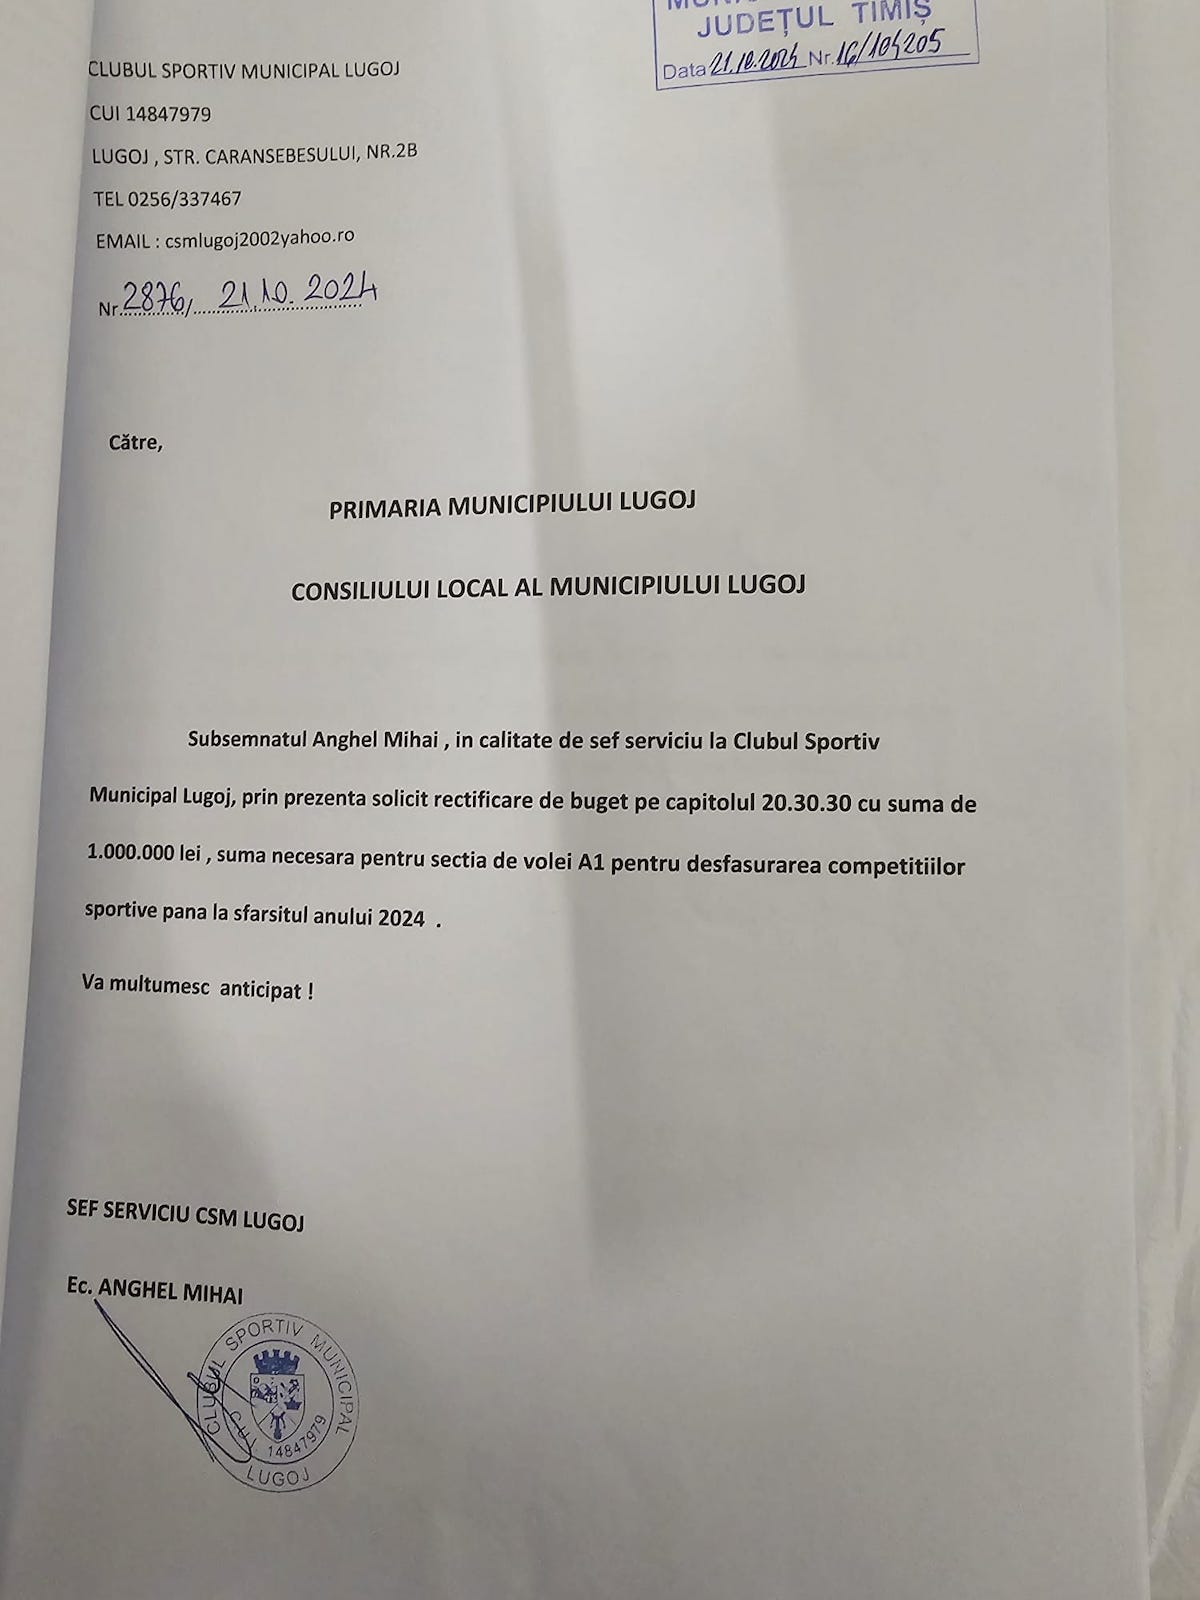 JUDEȚUL TIMIȘ
Data 21.10.2024 Nr. 16/104205
CLUBUL SPORTIV MUNICIPAL LUGOJ
CUI 14847979
LUGOJ , STR. CARANSEBESULUI, NR.2B
TEL 0256/337467
EMAIL : csmlugoj2002yahoo.ro
Nr. 2876/ 21.10.2024
Către,
PRIMARIA MUNICIPIULUI LUGOJ
CONSILIULUI LOCAL AL MUNICIPIULUI LUGOJ
Subsemnatul Anghel Mihai , in calitate de sef serviciu la Clubul Sportiv
Municipal Lugoj, prin prezenta solicit rectificare de buget pe capitolul 20.30.30 cu suma de
1.000.000 lei , suma necesara pentru sectia de volei A1 pentru desfasurarea competitiilor
sportive pana la sfarsitul anului 2024 .
Va multumesc anticipat !
SEF SERVICIU CSM LUGOJ
Ec. ANGHEL MIHAI
CLUBUL SPORTIV MUNICIPAL
CUI 14847979
LUGOJ